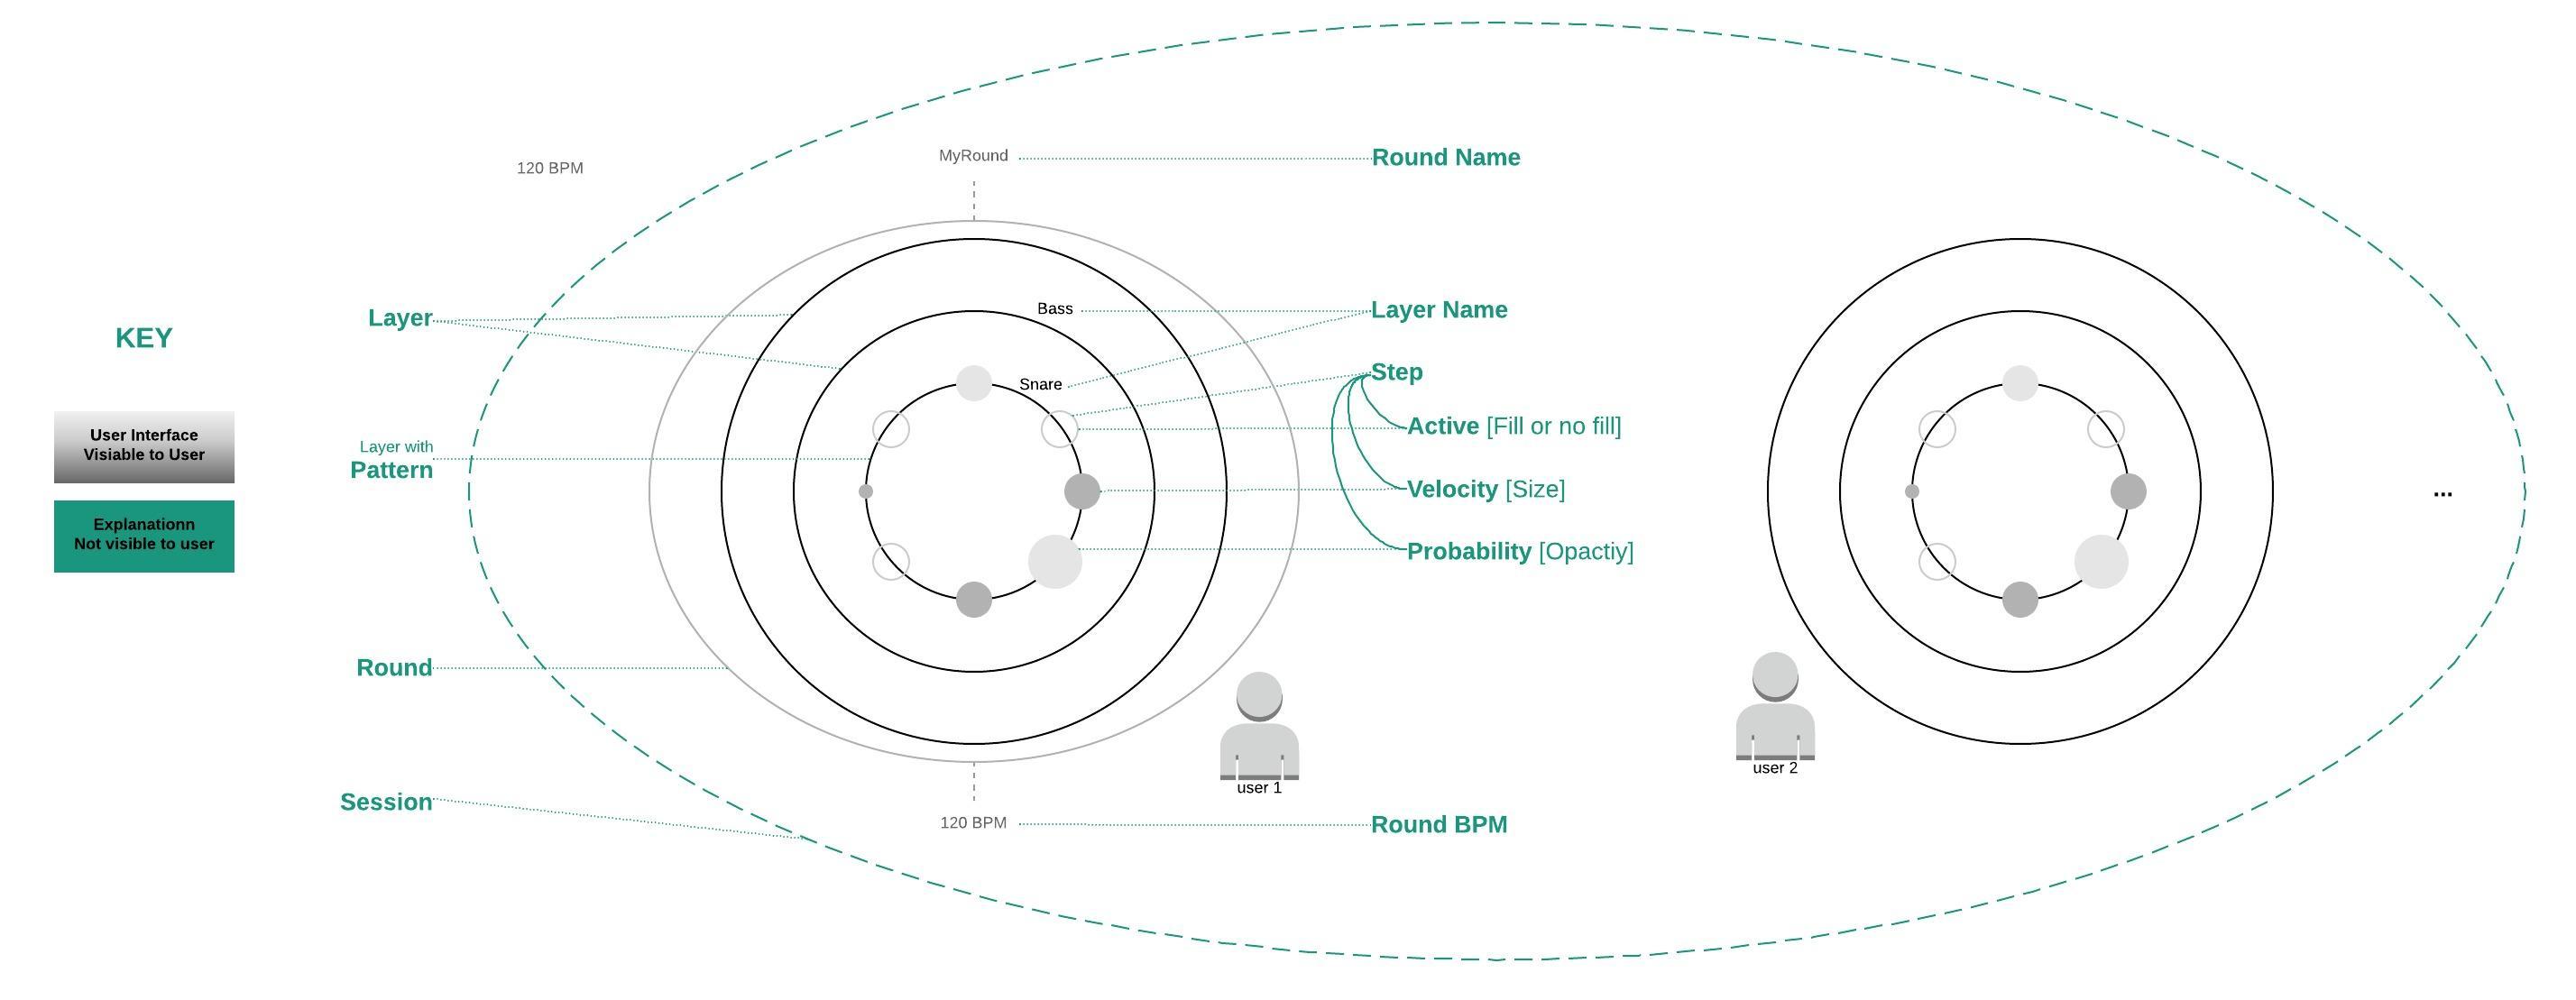 MyRound
Round Name
120 BPM
KEY
User Interface
Visiable to User
Explanationn
Not visible to user
Layer
Layer with
Pattern
Round
Session
Bass
Snare
Layer Name
Step
Active [Fill or no fill]
Velocity [Size]
Probability [Opactiy]
user 1
user 2
...
120 BPM
Round BPM